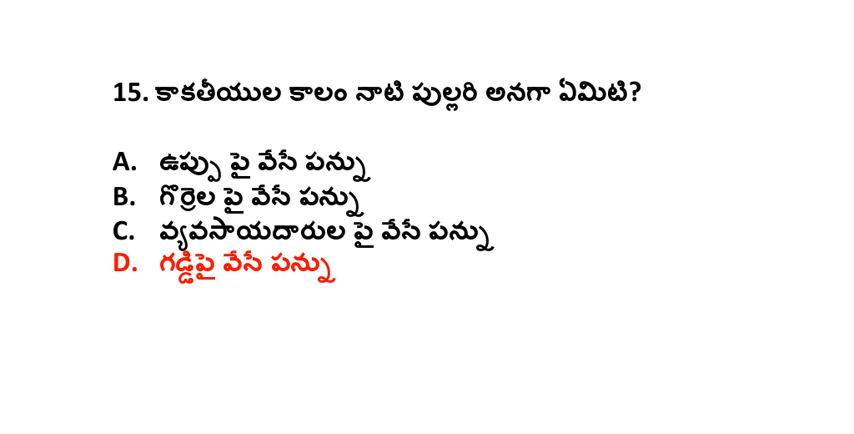 15. కాకతీయుల కాలం నాటి పుల్లరి అనగా ఏమిటి?
A. ఉప్పు పై వేసే పన్ను
B. గొర్రెల పై వేసే పన్ను
C. వ్యవసాయదారుల పై వేసే పన్ను
D. గడ్డిపై వేసే పన్ను